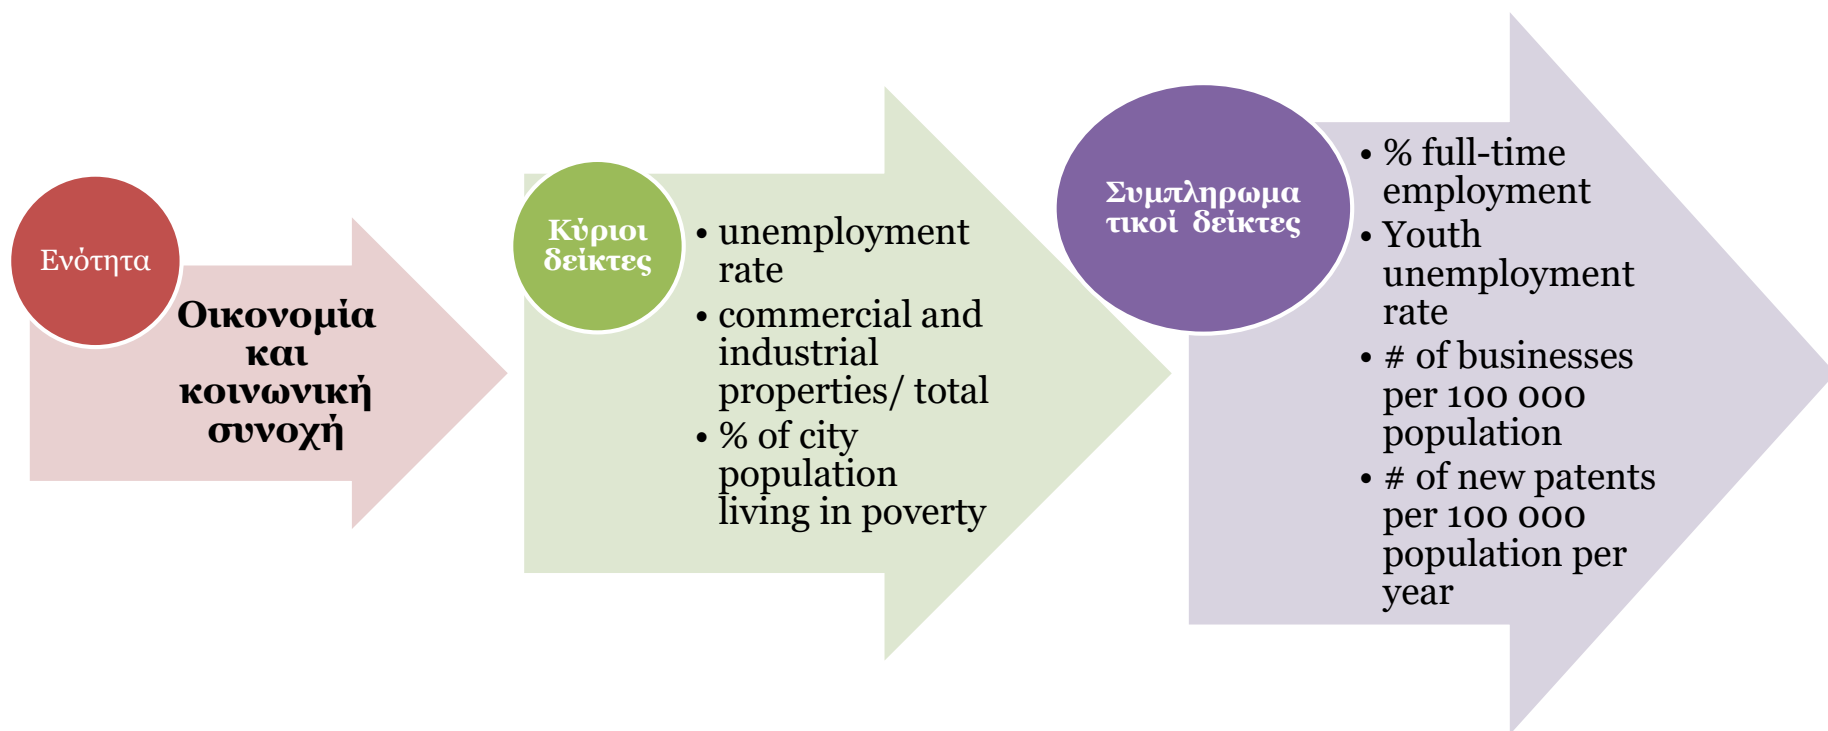 Ενότητα
Οικονομία
και
κοινωνική
συνοχή
Κύριοι
δείκτες
• unemployment
rate
• commercial and
industrial
properties/ total
• % of city
population
living in poverty
Συμπληρωμα
τικοί δείκτες
• % full-time
employment
• Youth
unemployment
rate
• # of businesses
per 100 000
population
• # of new patents
per 100 000
population per
year